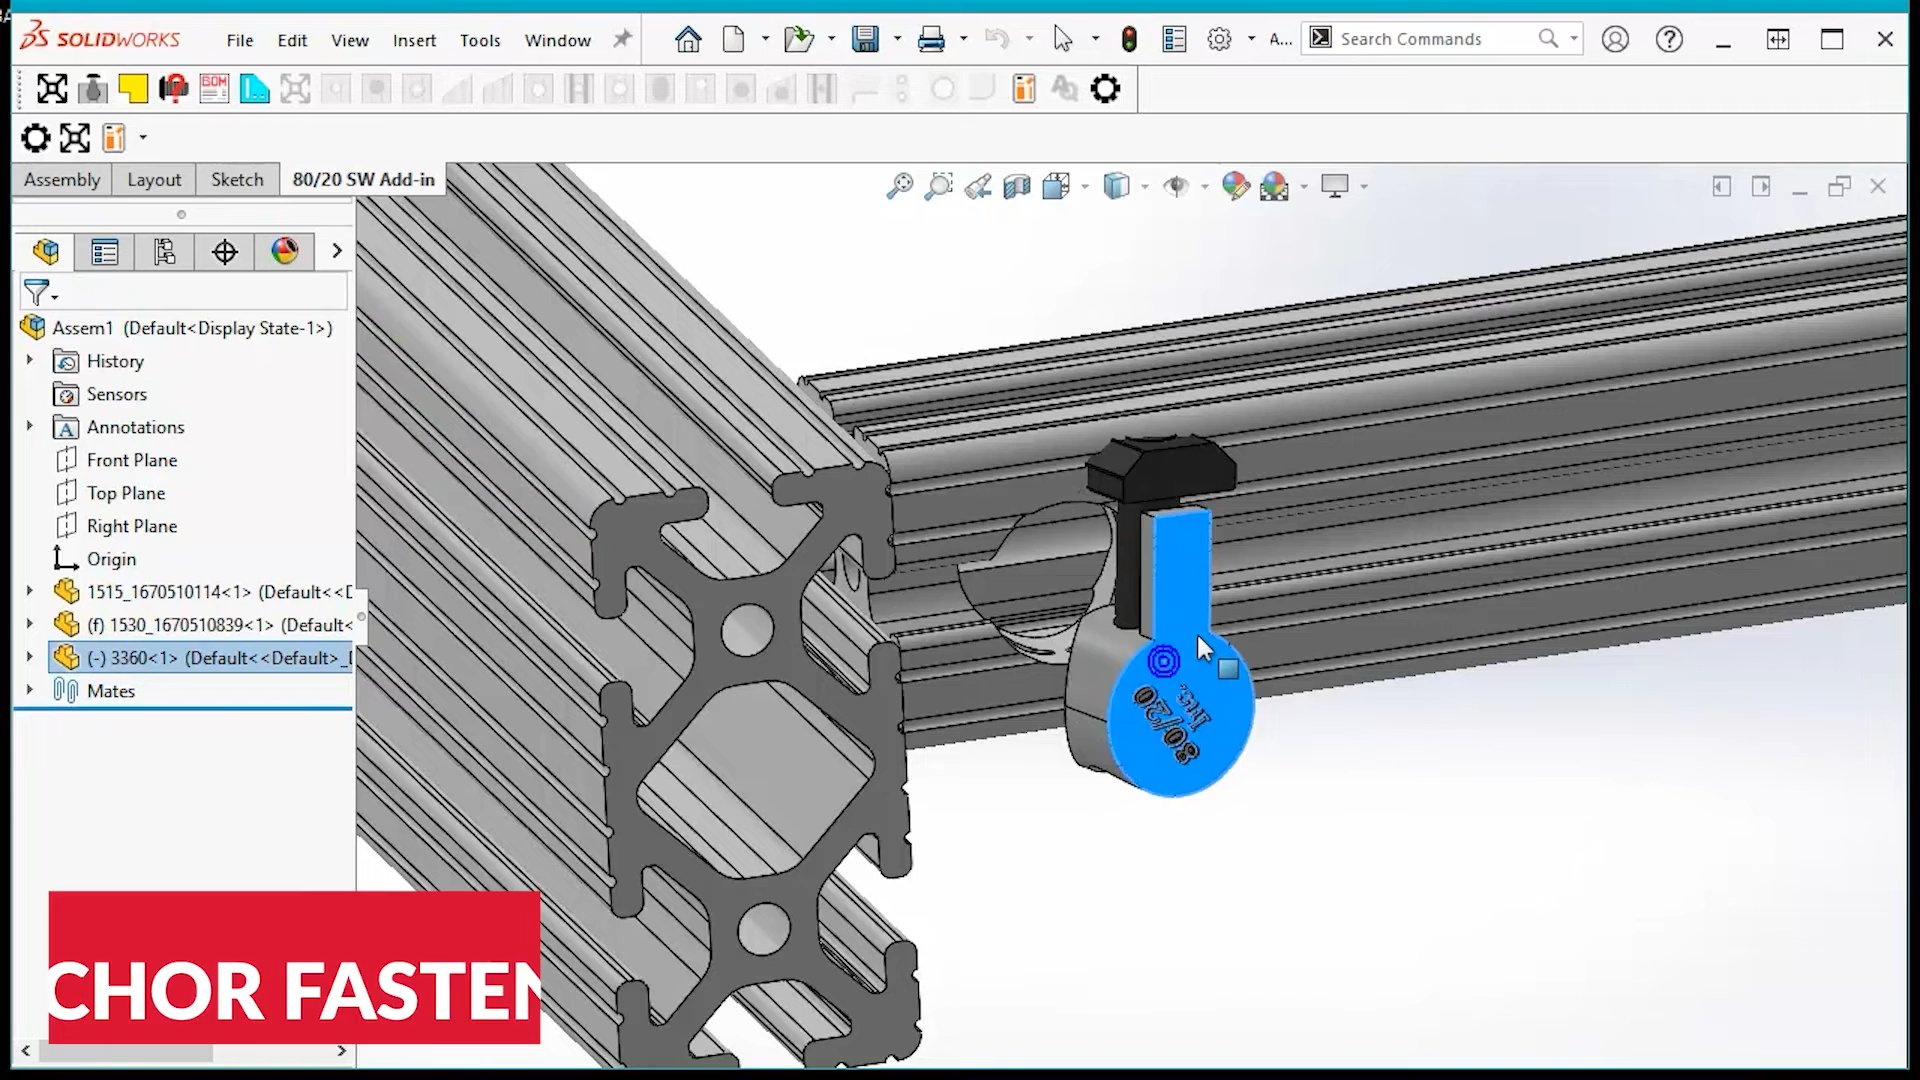 SOLIDWORKS File Edit View Insert Tools Window A... Search Commands
BOM
Assembly Layout Sketch 80/20 SW Add-in
Assem1 (Default<Display State-1>)
History
Sensors
Annotations
Front Plane
Top Plane
Right Plane
Origin
1515_1670510114<1> (Default<<D
(f) 1530_1670510839<1> (Default<
(-) 3360<1> (Default<<Default>_D
Mates
80/20
Inc.
CHOR FASTEN